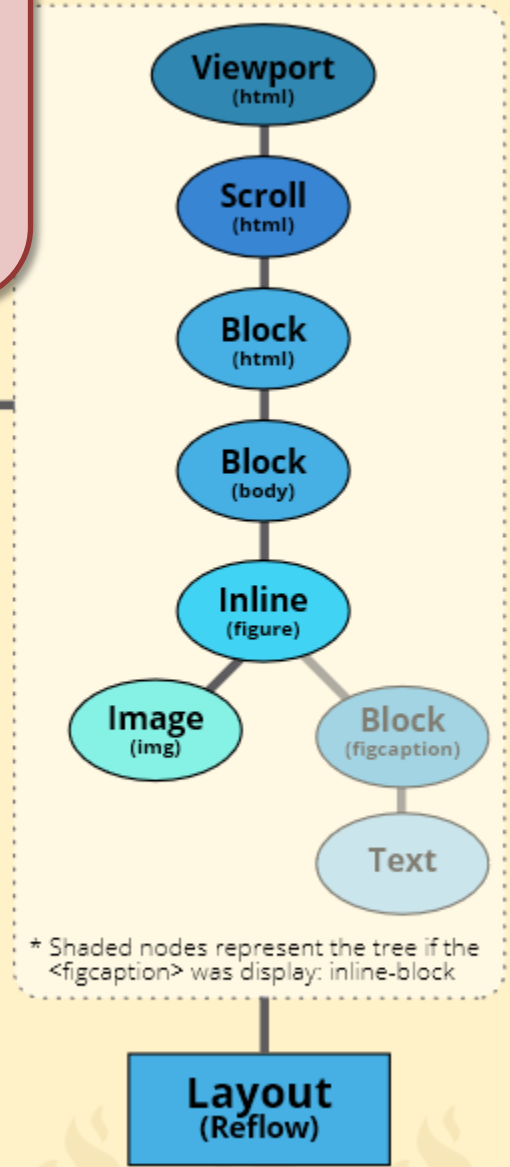 Viewport
(html)
Scroll
(html)
Block
(html)
Block
(body)
Inline
(figure)
Image
(img)
Block
(figcaption)
Text
* Shaded nodes represent the tree if the
<figcaption> was display: inline-block
Layout
(Reflow)